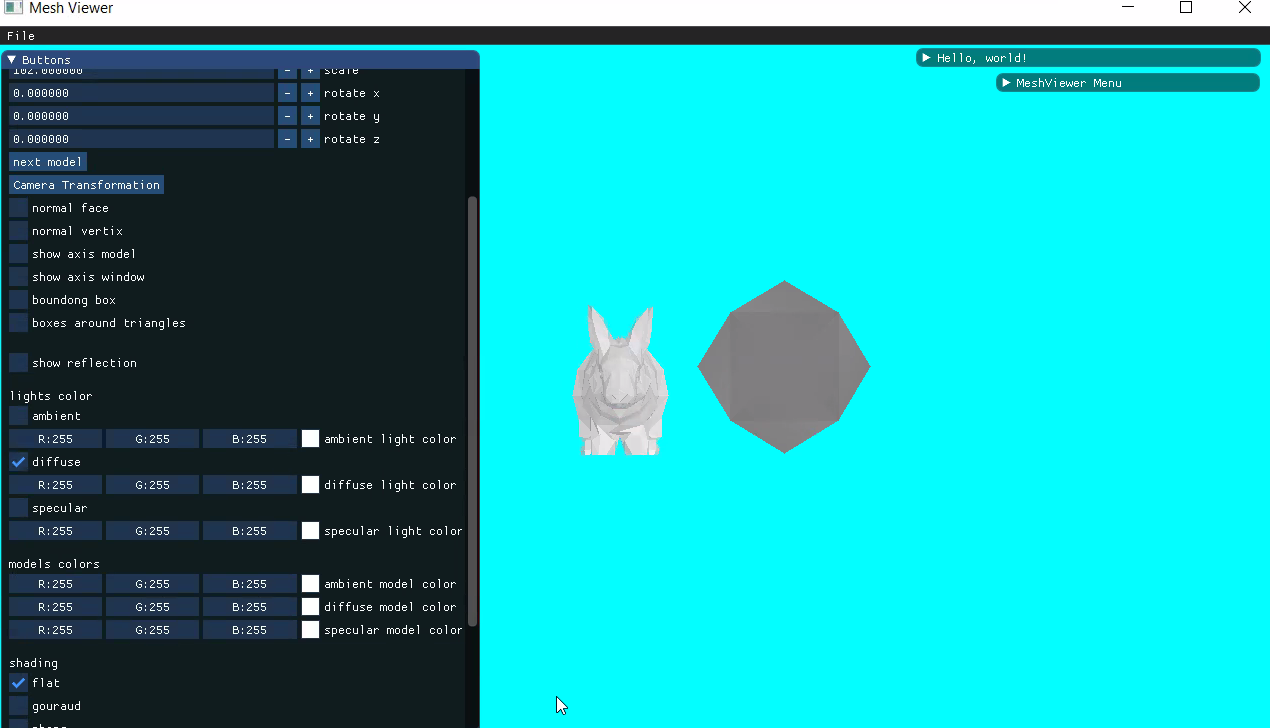 Mesh Viewer
File
Buttons
Hello, world!
102.000000 - + scale
MeshViewer Menu
0.000000 - + rotate x
0.000000 - + rotate y
0.000000 - + rotate z
next model
Camera Transformation
normal face
normal vertix
show axis model
show axis window
boundong box
boxes around triangles
show reflection
lights color
ambient
R:255 G:255 B:255 ambient light color
diffuse
R:255 G:255 B:255 diffuse light color
specular
R:255 G:255 B:255 specular light color
models colors
R:255 G:255 B:255 ambient model color
R:255 G:255 B:255 diffuse model color
R:255 G:255 B:255 specular model color
shading
flat
gouraud